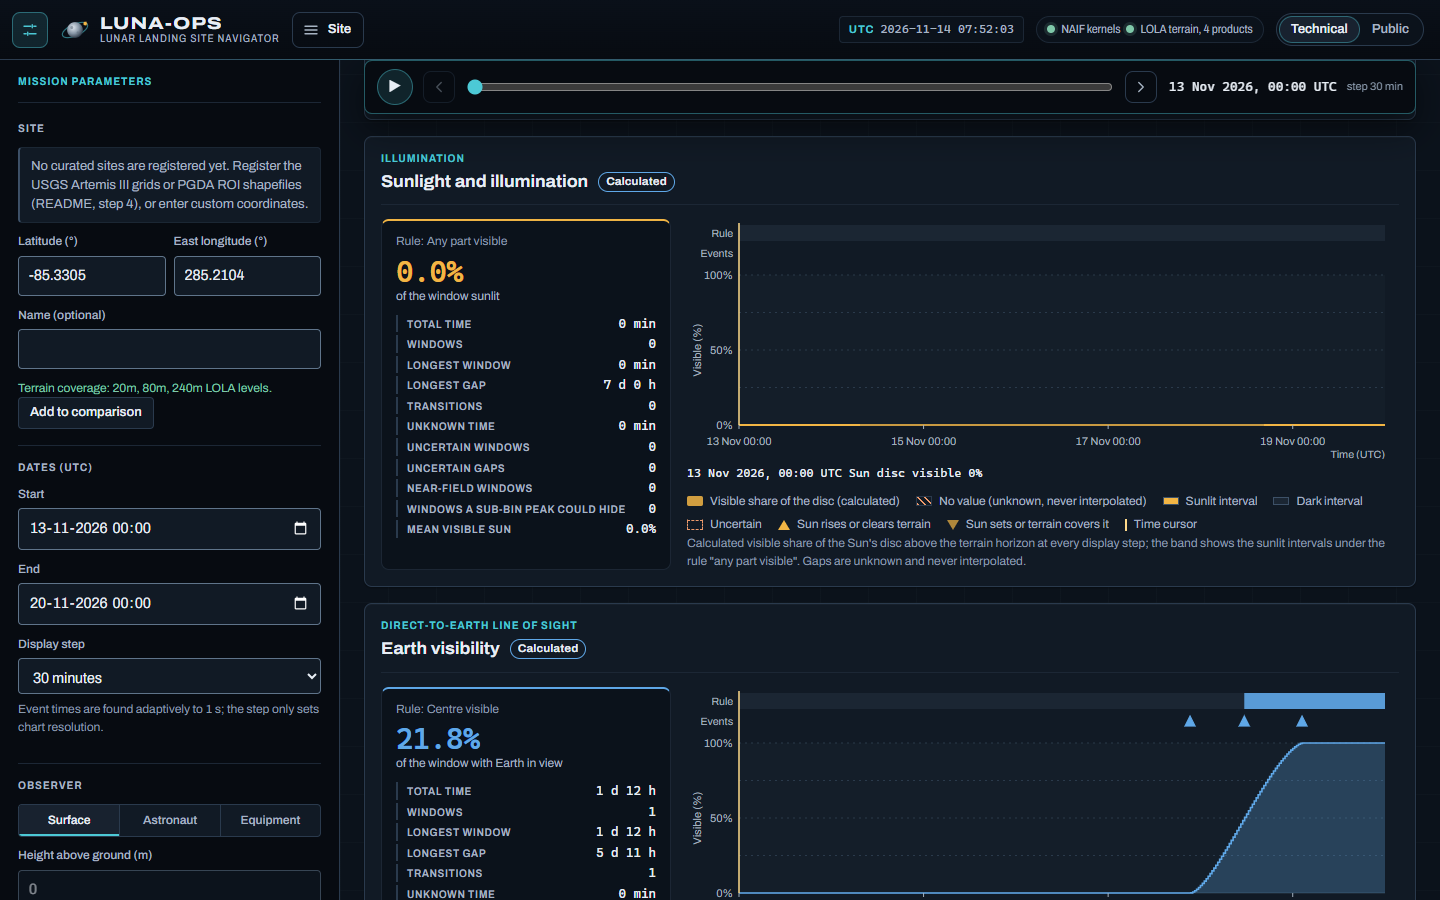 LUNA-OPS
LUNAR LANDING SITE NAVIGATOR
Site
UTC 2026-11-14 07:52:03
NAIF kernels
LOLA terrain, 4 products
Technical
Public
MISSION PARAMETERS
SITE
No curated sites are registered yet. Register the
USGS Artemis III grids or PGDA ROI shapefiles
(README, step 4), or enter custom coordinates.
Latitude (°)
East longitude (°)
-85.3305
285.2104
Name (optional)
Terrain coverage: 20m, 80m, 240m LOLA levels.
Add to comparison
DATES (UTC)
Start
13-11-2026 00:00
End
20-11-2026 00:00
Display step
30 minutes
Event times are found adaptively to 1 s; the step only sets
chart resolution.
OBSERVER
Surface
Astronaut
Equipment
Height above ground (m)
0
13 Nov 2026, 00:00 UTC
step 30 min
ILLUMINATION
Sunlight and illumination
Calculated
Rule: Any part visible
0.0%
of the window sunlit
TOTAL TIME 0 min
WINDOWS 0
LONGEST WINDOW 0 min
LONGEST GAP 7 d 0 h
TRANSITIONS 0
UNKNOWN TIME 0 min
UNCERTAIN WINDOWS 0
UNCERTAIN GAPS 0
NEAR-FIELD WINDOWS 0
WINDOWS A SUB-BIN PEAK COULD HIDE 0
MEAN VISIBLE SUN 0.0%
Rule
Events
100%
50%
0%
Visible (%)
13 Nov 00:00
15 Nov 00:00
17 Nov 00:00
19 Nov 00:00
Time (UTC)
13 Nov 2026, 00:00 UTC Sun disc visible 0%
Visible share of the disc (calculated)
No value (unknown, never interpolated)
Sunlit interval
Dark interval
Uncertain
Sun rises or clears terrain
Sun sets or terrain covers it
Time cursor
Calculated visible share of the Sun's disc above the terrain horizon at every display step; the band shows the sunlit intervals under the
rule "any part visible". Gaps are unknown and never interpolated.
DIRECT-TO-EARTH LINE OF SIGHT
Earth visibility
Calculated
Rule: Centre visible
21.8%
of the window with Earth in view
TOTAL TIME 1 d 12 h
WINDOWS 1
LONGEST WINDOW 1 d 12 h
LONGEST GAP 5 d 11 h
TRANSITIONS 1
UNKNOWN TIME 0 min
Rule
Events
100%
50%
0%
Visible (%)